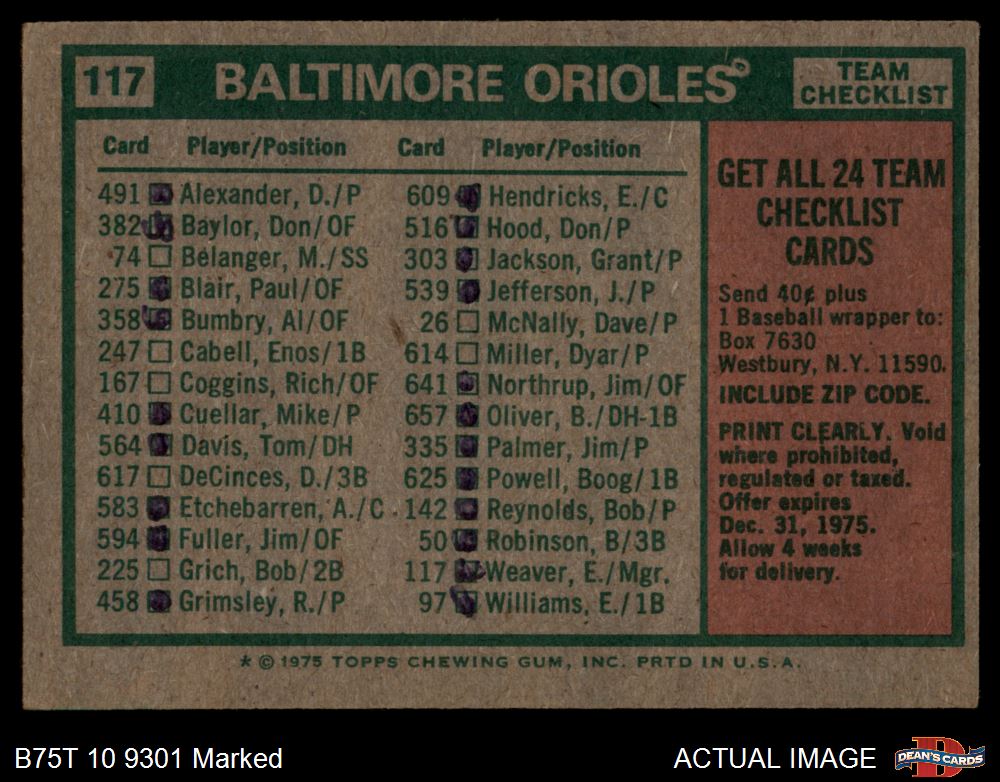 117 BALTIMORE ORIOLES TEAM CHECKLIST
Card Player/Position
491 Alexander, D./P
382 Baylor, Don/OF
74 Belanger, M./SS
275 Blair, Paul/OF
358 Bumbry, Al/OF
247 Cabell, Enos/1B
167 Coggins, Rich/OF
410 Cuellar, Mike/P
564 Davis, Tom/DH
617 DeCinces, D./3B
583 Etchebarren, A./C
594 Fuller, Jim/OF
225 Grich, Bob/2B
458 Grimsley, R./P
Card Player/Position
609 Hendricks, E./C
516 Hood, Don/P
303 Jackson, Grant/P
539 Jefferson, J./P
26 McNally, Dave/P
614 Miller, Dyar/P
641 Northrup, Jim/OF
657 Oliver, B./DH-1B
335 Palmer, Jim/P
625 Powell, Boog/1B
142 Reynolds, Bob/P
50 Robinson, B/3B
117 Weaver, E./Mgr.
97 Williams, E./1B
GET ALL 24 TEAM
CHECKLIST
CARDS
Send 40¢ plus
1 Baseball wrapper to:
Box 7630
Westbury, N.Y. 11590.
INCLUDE ZIP CODE.
PRINT CLEARLY. Void
where prohibited,
regulated or taxed.
Offer expires
Dec. 31, 1975.
Allow 4 weeks
for delivery.
* © 1975 TOPPS CHEWING GUM, INC. PRTD IN U.S.A.
B75T 10 9301 Marked
ACTUAL IMAGE
D
DEAN'S CARDS